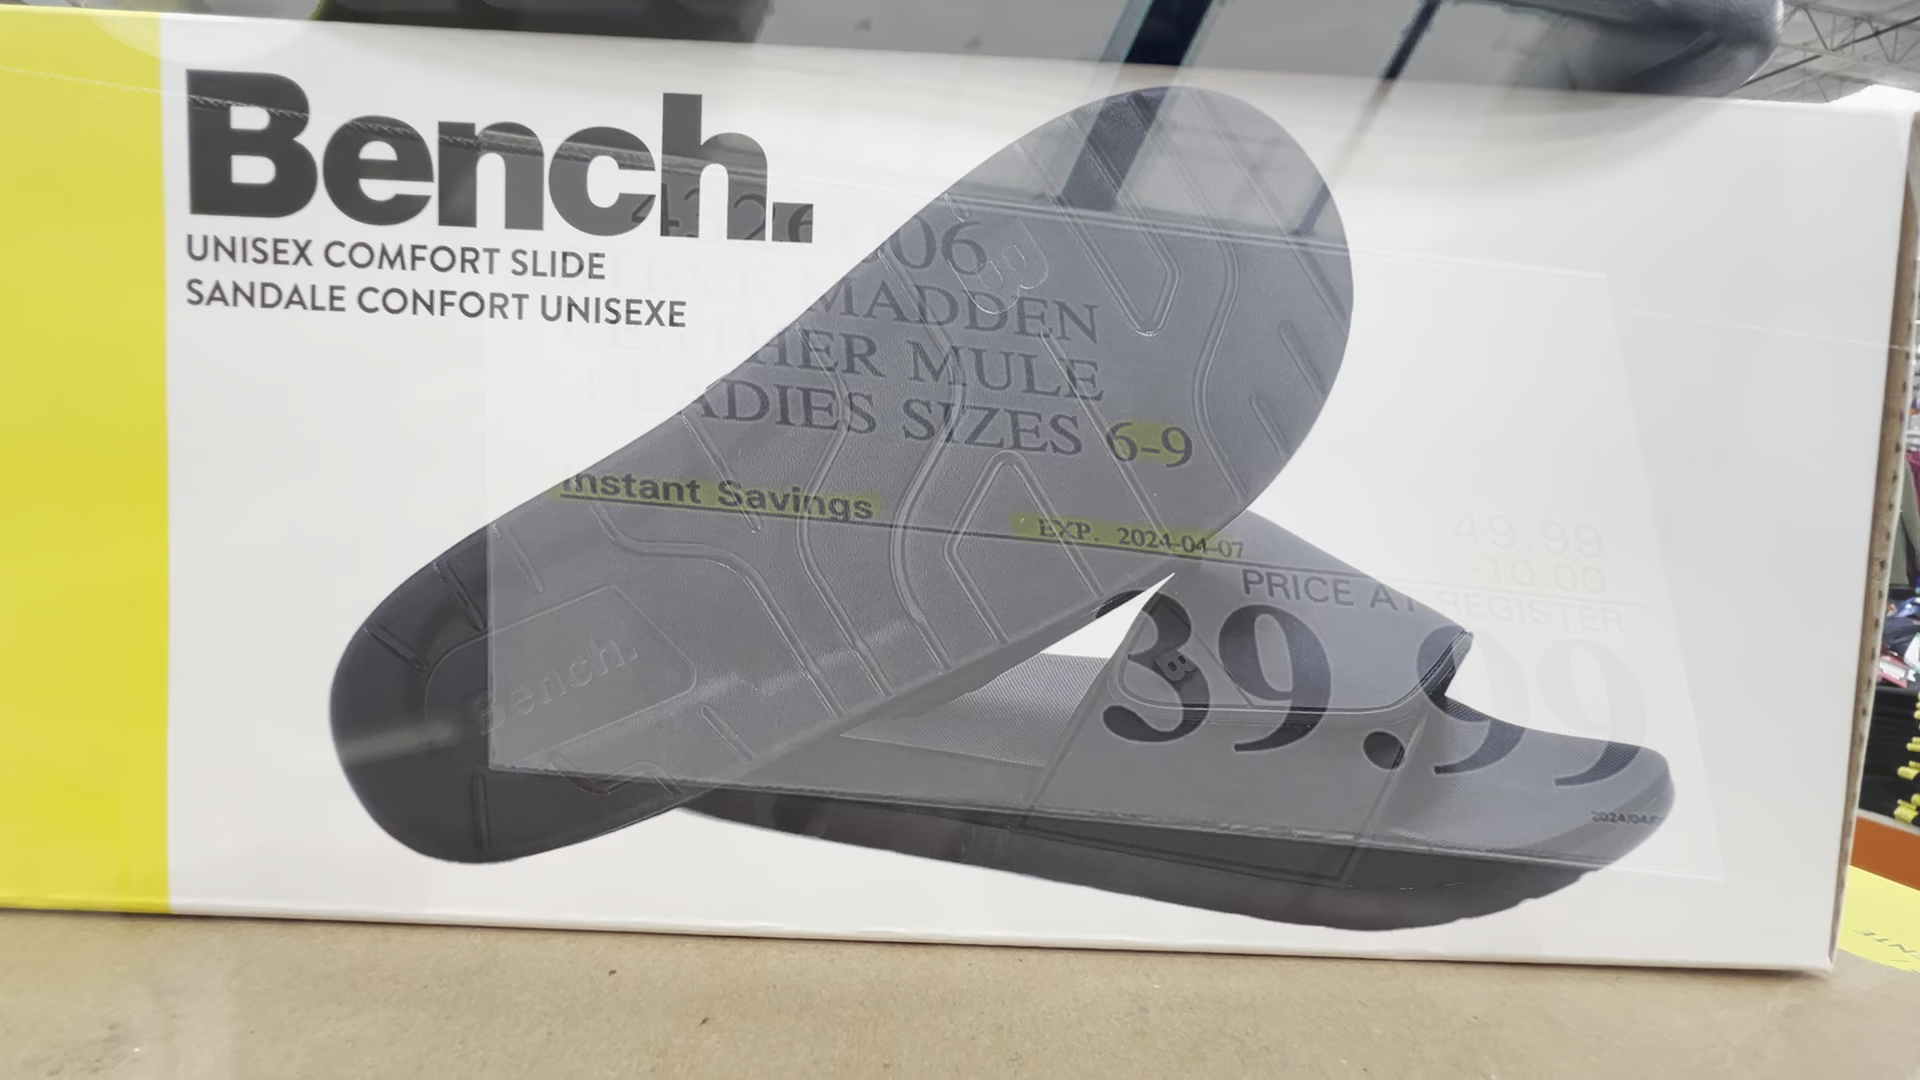 Bench.
UNISEX COMFORT SLIDE
SANDALE CONFORT UNISEXE
MADDEN
LEATHER MULE
+LADIES SIZES 6-9
Instant Savings
EXP. 2024-04-07
49.99
-10.00
PRICE AT REGISTER
39.99
Bench.
B